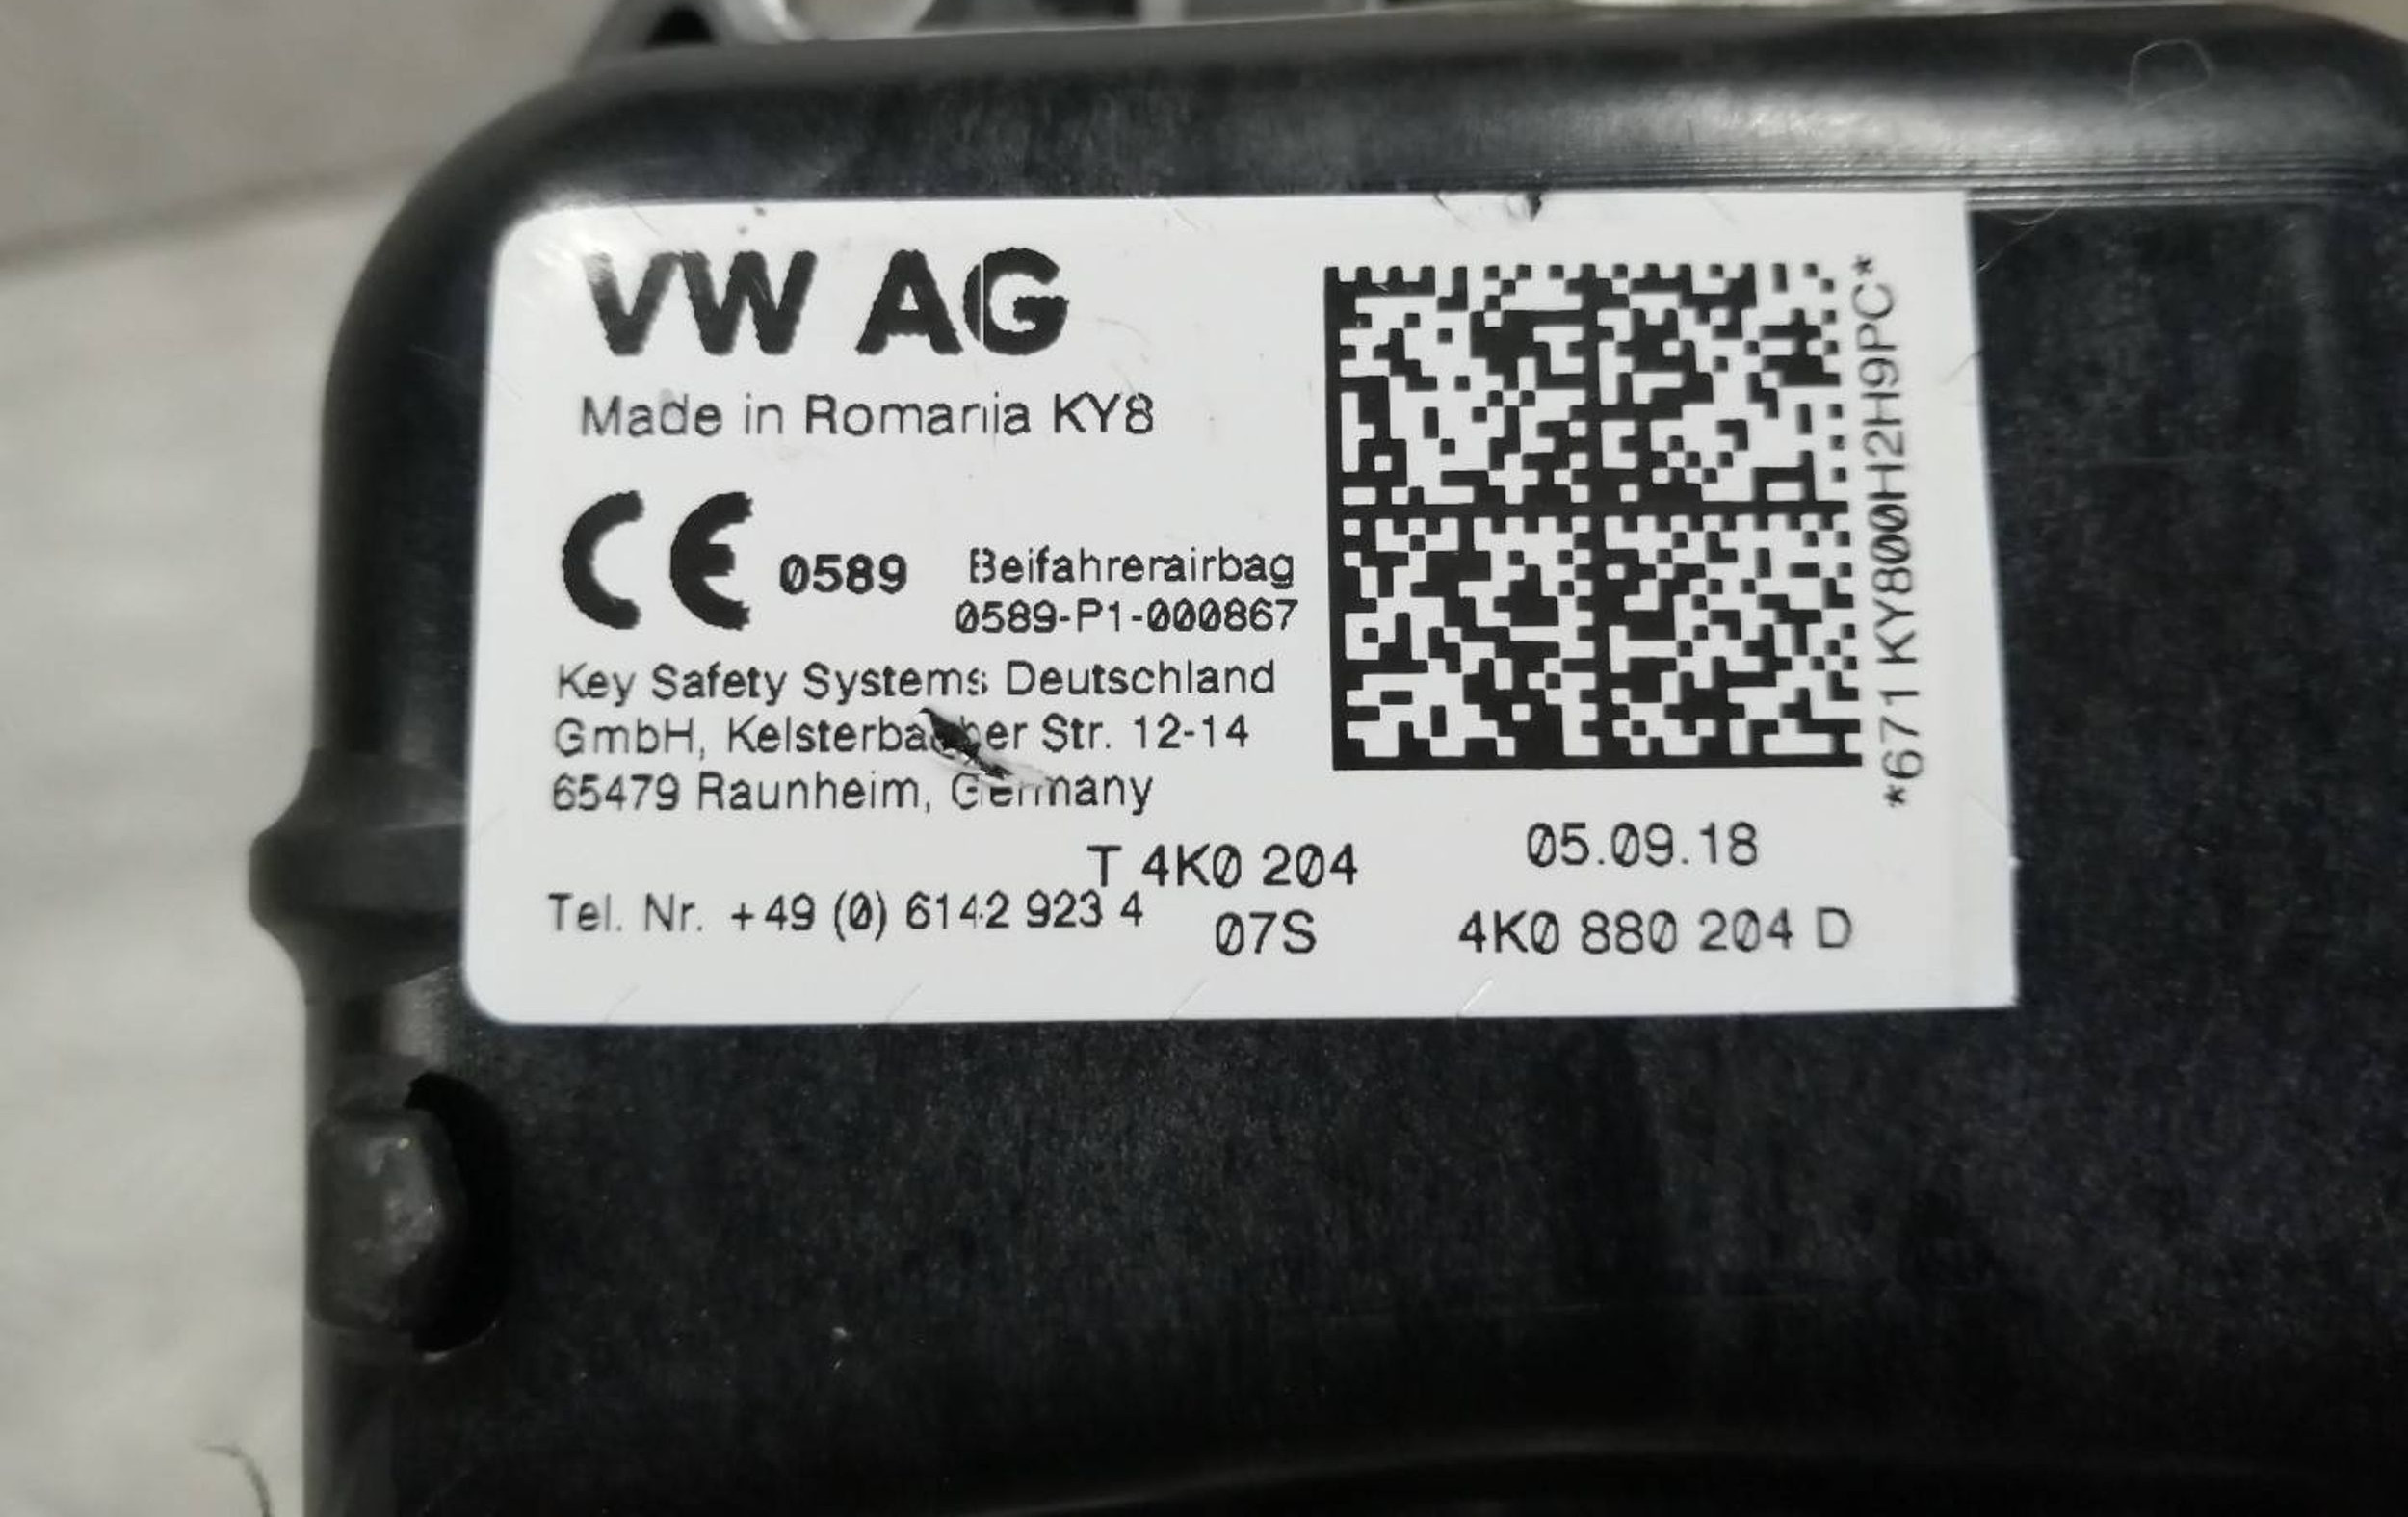 VW AG
Made in Romania KY8
CE 0589
Beifahrerairbag
0589-P1-000867
Key Safety Systems Deutschland
GmbH, Kelsterbacher Str. 12-14
65479 Raunheim, Germany
Tel. Nr. +49 (0) 6142 923 4
T 4K0 204
07S
05.09.18
4K0 880 204 D
*671 KY800H2H9PC*